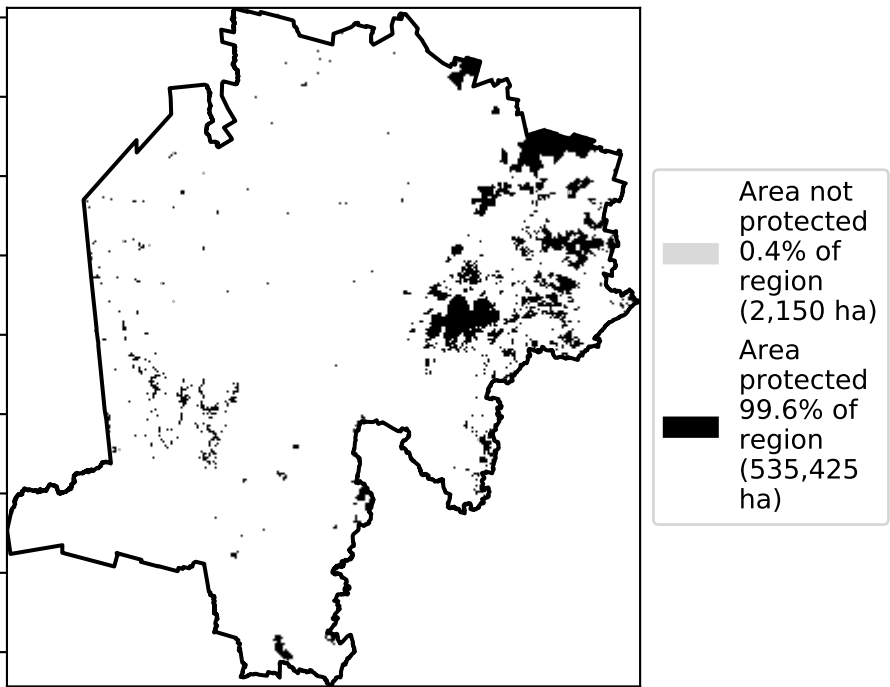 Area not
protected
0.4% of
region
(2,150 ha)
Area
protected
99.6% of
region
(535,425
ha)